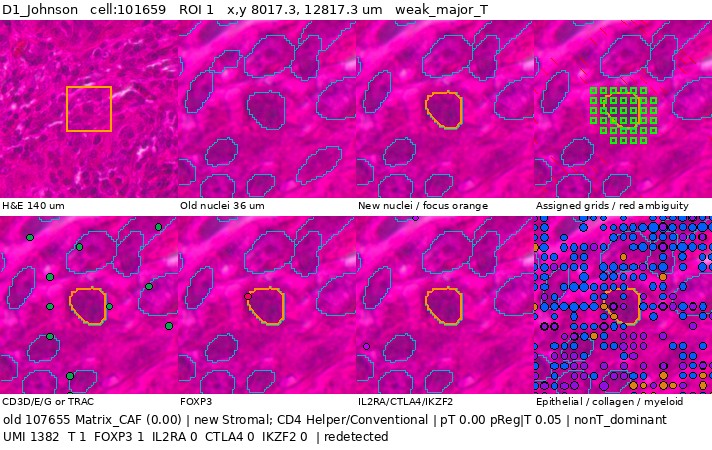 D1_Johnson cell:101659 ROI 1 x,y 8017.3, 12817.3 um weak_major_T
H&E 140 um
Old nuclei 36 um
New nuclei / focus orange
Assigned grids / red ambiguity
CD3D/E/G or TRAC
FOXP3
IL2RA/CTLA4/IKZF2
Epithelial / collagen / myeloid
old 107655 Matrix_CAF (0.00) | new Stromal; CD4 Helper/Conventional | pT 0.00 pReg|T 0.05 | nonT_dominant
UMI 1382 T 1 FOXP3 1 IL2RA 0 CTLA4 0 IKZF2 0 | redetected